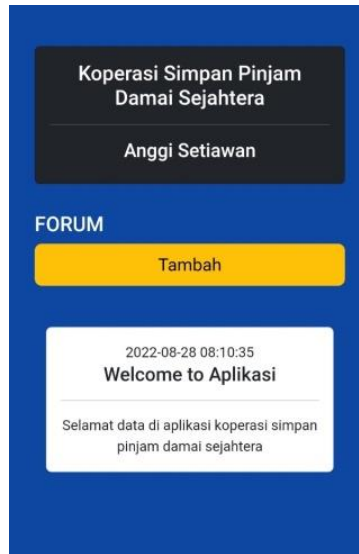 Koperasi Simpan Pinjam
Damai Sejahtera
Anggi Setiawan
FORUM
Tambah
2022-08-28 08:10:35
Welcome to Aplikasi
Selamat data di aplikasi koperasi simpan
pinjam damai sejahtera